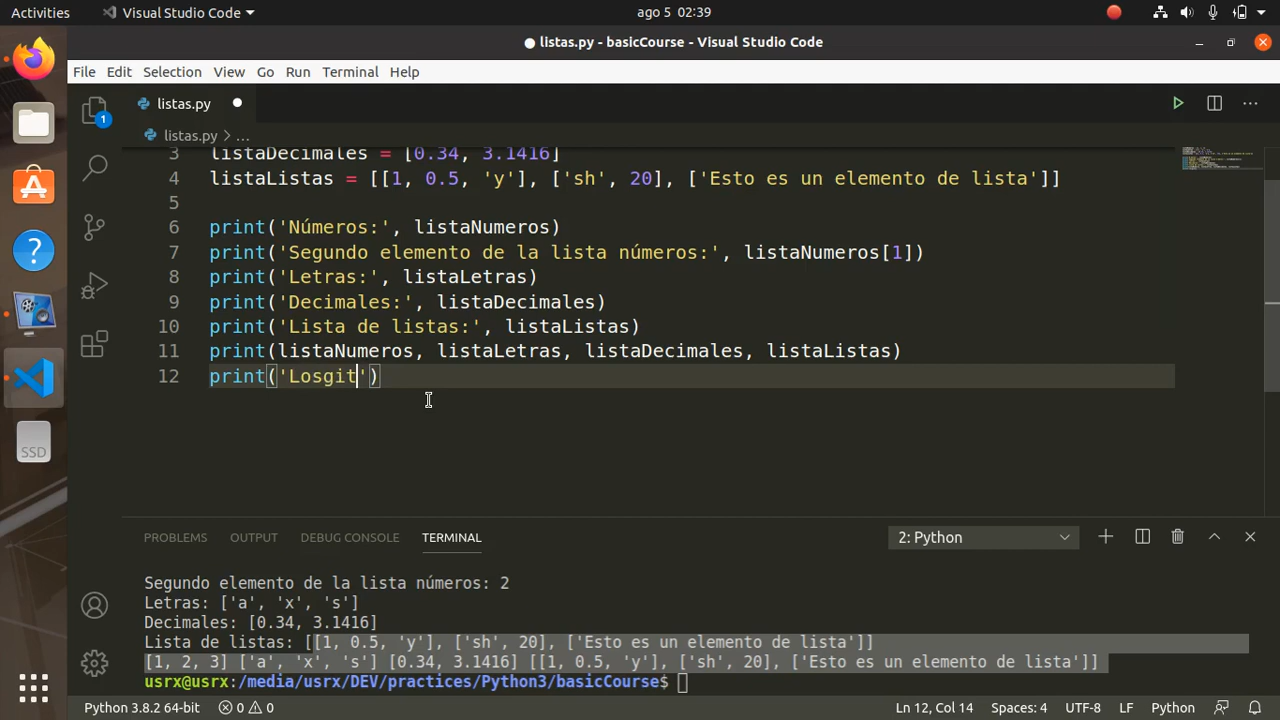 Activities Visual Studio Code ago 5 02:39
listas.py - basicCourse - Visual Studio Code
File Edit Selection View Go Run Terminal Help
listas.py
listas.py > ...
3 listaDecimales = [0.34, 3.1416]
4 listaListas = [[1, 0.5, 'y'], ['sh', 20], ['Esto es un elemento de lista']]
5
6 print('Números:', listaNumeros)
7 print('Segundo elemento de la lista números:', listaNumeros[1])
8 print('Letras:', listaLetras)
9 print('Decimales:', listaDecimales)
10 print('Lista de listas:', listaListas)
11 print(listaNumeros, listaLetras, listaDecimales, listaListas)
12 print('Losgit')
PROBLEMS OUTPUT DEBUG CONSOLE TERMINAL 2: Python
Segundo elemento de la lista números: 2
Letras: ['a', 'x', 's']
Decimales: [0.34, 3.1416]
Lista de listas: [[1, 0.5, 'y'], ['sh', 20], ['Esto es un elemento de lista']]
[1, 2, 3] ['a', 'x', 's'] [0.34, 3.1416] [[1, 0.5, 'y'], ['sh', 20], ['Esto es un elemento de lista']]
usrx@usrx:/media/usrx/DEV/practices/Python3/basicCourse$
Python 3.8.2 64-bit 0 0 Ln 12, Col 14 Spaces: 4 UTF-8 LF Python
1
SSD